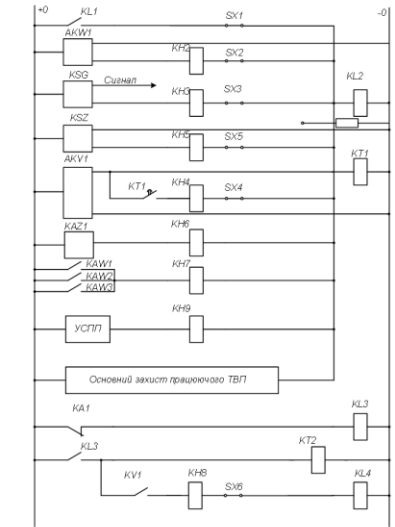 +0 KL1 SX1 -0
AKW1
KH2 SX2
KSG Сигнал
KH3 SX3 KL2
KSZ
KH5 SX5
AKV1 KT1
KT1 KH4 SX4
KAZ1 KH6
KAW1 KH7
KAW2
KAW3
KH9
УСПП
Основний захист працюючого ТВП
KA1 KL3
KL3 KT2
KV1 KH8 SX6 KL4